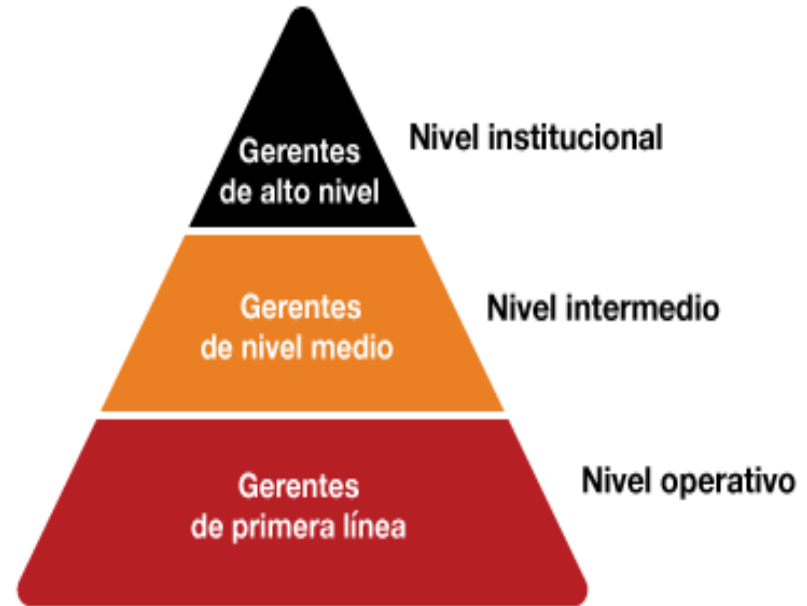 Gerentes
de alto nivel
Nivel institucional
Gerentes
de nivel medio
Nivel intermedio
Gerentes
de primera línea
Nivel operativo